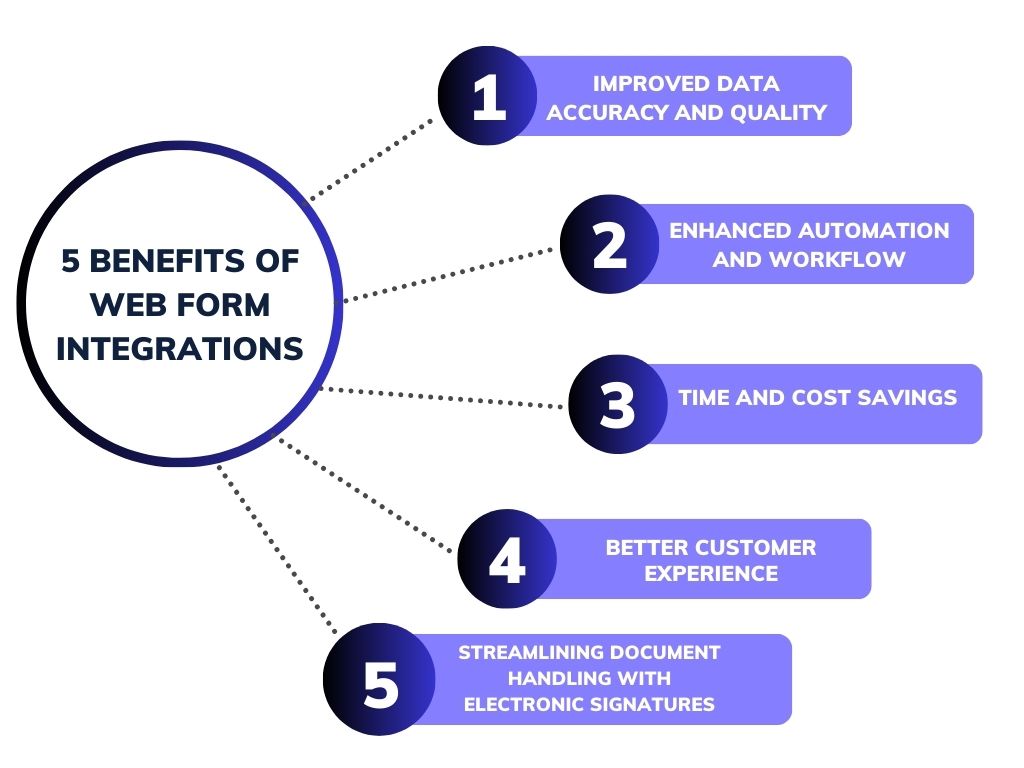 5 BENEFITS OF
WEB FORM
INTEGRATIONS
1
IMPROVED DATA
ACCURACY AND QUALITY
2
ENHANCED AUTOMATION
AND WORKFLOW
3
TIME AND COST SAVINGS
4
BETTER CUSTOMER
EXPERIENCE
5
STREAMLINING DOCUMENT
HANDLING WITH
ELECTRONIC SIGNATURES